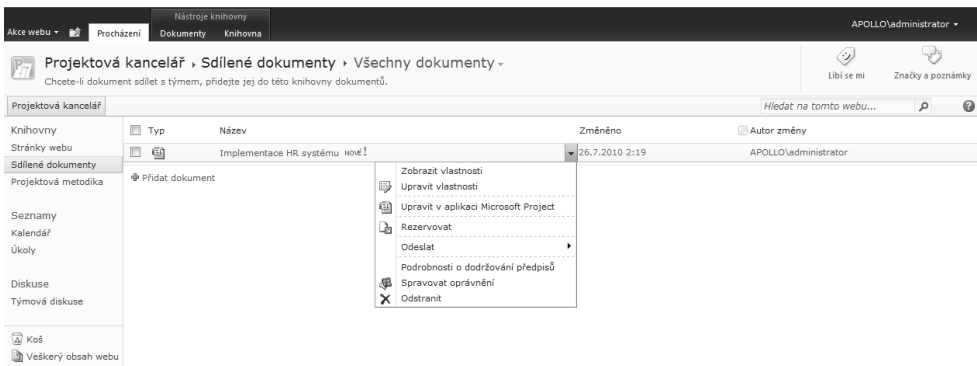 Nástroje knihovny
APOLLO\administrator
Akce webu
Procházení
Dokumenty
Knihovna
Projektová kancelář › Sdílené dokumenty › Všechny dokumenty
Chcete-li dokument sdílet s týmem, přidejte jej do této knihovny dokumentů.
Líbí se mi
Značky a poznámky
Projektová kancelář
Hledat na tomto webu...
Knihovny
Stránky webu
Sdílené dokumenty
Projektová metodika
Seznamy
Kalendář
Úkoly
Diskuse
Týmová diskuse
Koš
Veškerý obsah webu
Typ Název Změněno Autor změny
Implementace HR systému NOVÉ! 26.7.2010 2:19 APOLLO\administrator
Přidat dokument
Zobrazit vlastnosti
Upravit vlastnosti
Upravit v aplikaci Microsoft Project
Rezervovat
Odeslat
Podrobnosti o dodržování předpisů
Spravovat oprávnění
Odstranit